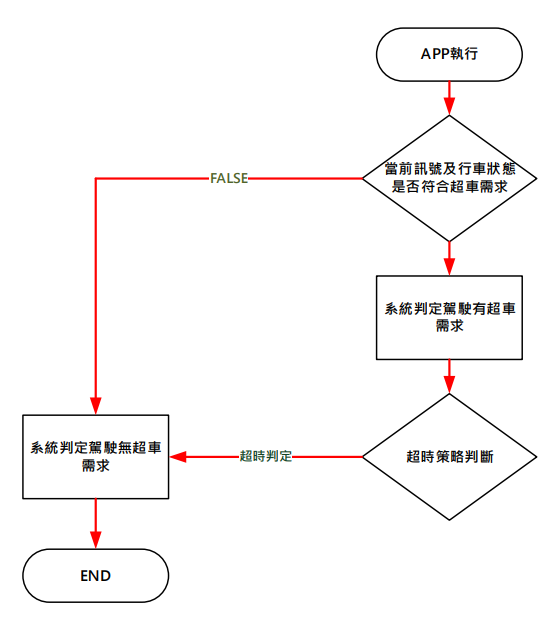 APP執行
當前訊號及行車狀態
是否符合超車需求
FALSE
系統判定駕駛有超車
需求
系統判定駕駛無超車
需求
超時判定
超時策略判斷
END